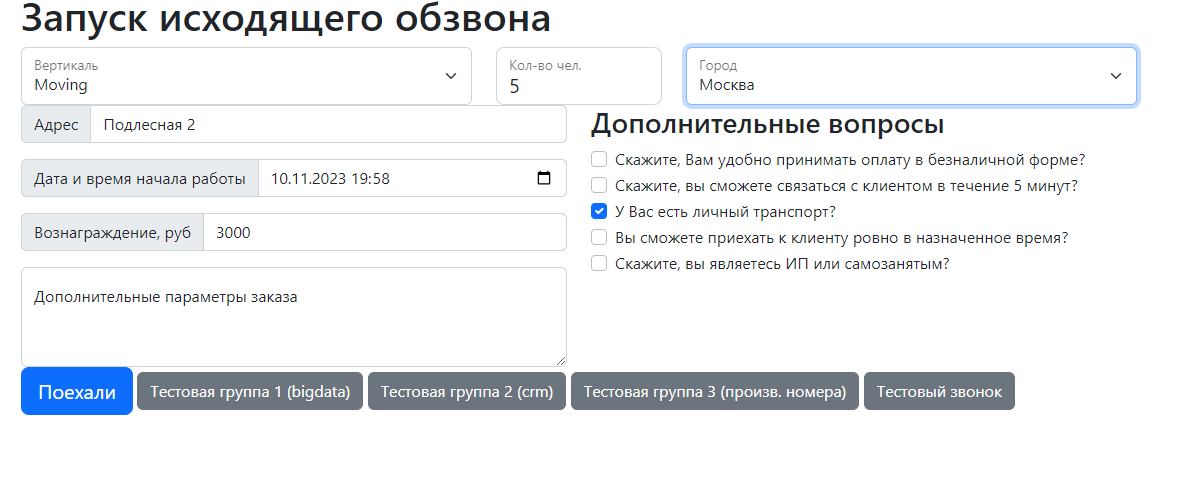 Запуск исходящего обзвона
Вертикаль
Moving
Кол-во чел.
5
Город
Москва
Адрес
Подлесная 2
Дата и время начала работы
10.11.2023 19:58
Вознаграждение, руб
3000
Дополнительные параметры заказа
Дополнительные вопросы
Скажите, Вам удобно принимать оплату в безналичной форме?
Скажите, вы сможете связаться с клиентом в течение 5 минут?
У Вас есть личный транспорт?
Вы сможете приехать к клиенту ровно в назначенное время?
Скажите, вы являетесь ИП или самозанятым?
Поехали
Тестовая группа 1 (bigdata)
Тестовая группа 2 (crm)
Тестовая группа 3 (произв. номера)
Тестовый звонок